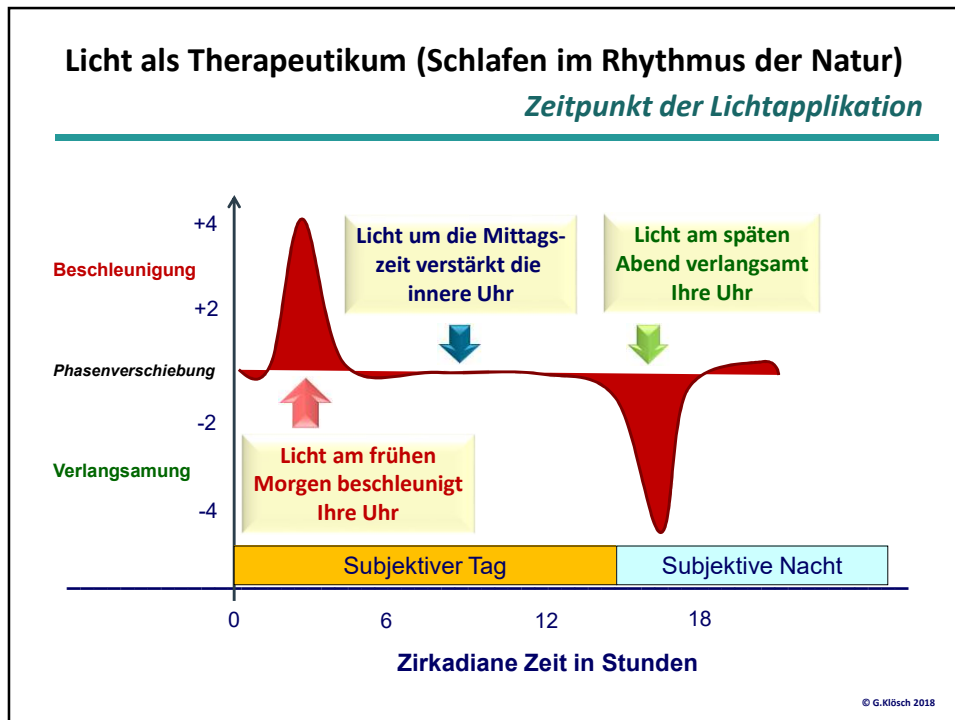 Licht als Therapeutikum (Schlafen im Rhythmus der Natur)
Zeitpunkt der Lichtapplikation
+4
Beschleunigung
+2
Phasenverschiebung
-2
Verlangsamung
-4
Licht um die Mittags-
zeit verstärkt die
innere Uhr
Licht am späten
Abend verlangsamt
Ihre Uhr
Licht am frühen
Morgen beschleunigt
Ihre Uhr
Subjektiver Tag
Subjektive Nacht
0
6
12
18
Zirkadiane Zeit in Stunden
© G.Klösch 2018